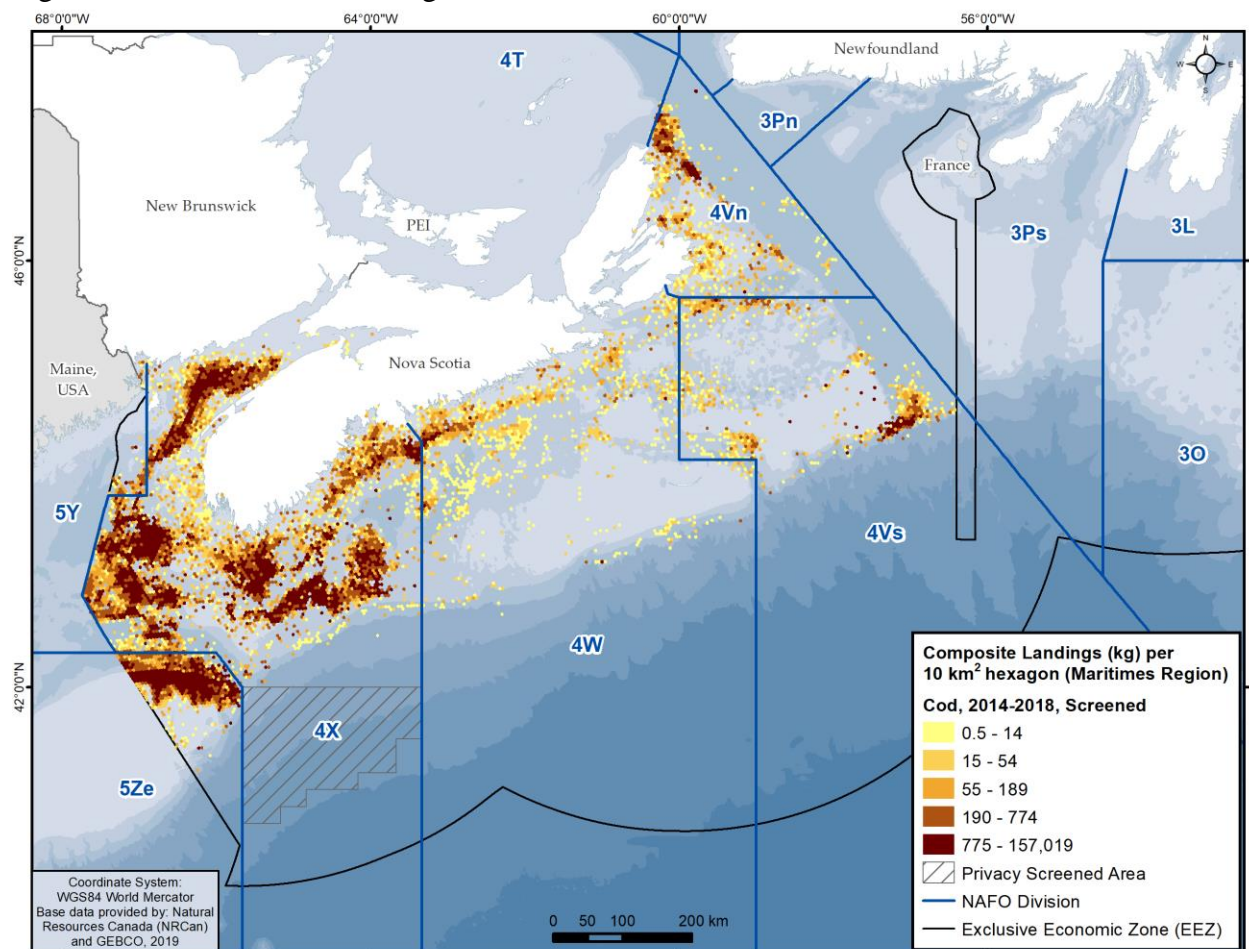 68°0'0"W
64°0'0"W
60°0'0"W
56°0'0"W
Newfoundland
N
W E
S
4T
3Pn
France
New Brunswick
PEI
4Vn
3Ps
3L
46°0'0"N
Maine,
USA
Nova Scotia
3O
5Y
4Vs
4W
42°0'0"N
4X
5Ze
Composite Landings (kg) per
10 km² hexagon (Maritimes Region)
Cod, 2014-2018, Screened
0.5 - 14
15 - 54
55 - 189
190 - 774
775 - 157,019
Privacy Screened Area
NAFO Division
Exclusive Economic Zone (EEZ)
Coordinate System:
WGS84 World Mercator
Base data provided by: Natural
Resources Canada (NRCan)
and GEBCO, 2019
0 50 100 200 km